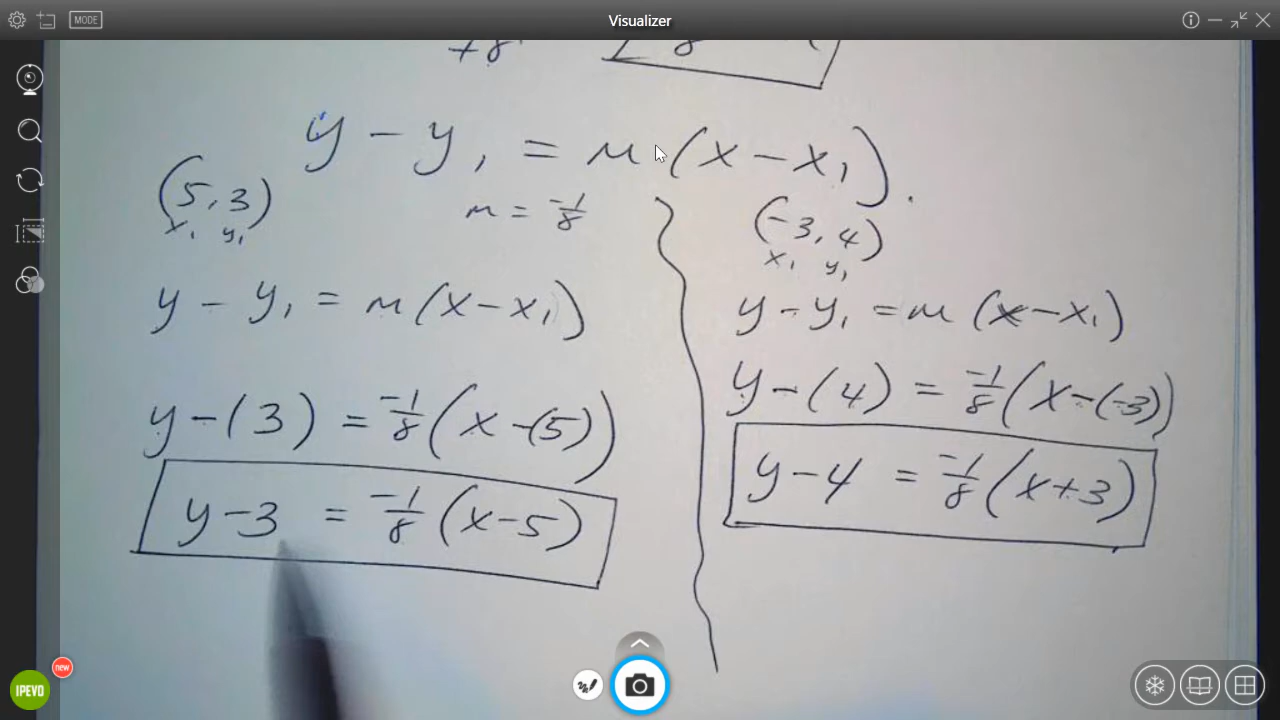 MODE
Visualizer
y - y₁ = m(x - x₁).
(5, 3)
x₁ y₁
m = -1/8
y - y₁ = m(x - x₁)
y - (3) = -1/8(x - (5))
y - 3 = -1/8(x - 5)
(-3, 4)
x₁ y₁
y - y₁ = m(x - x₁)
y - (4) = -1/8(x - (-3))
y - 4 = -1/8(x + 3)
new
IPEVO